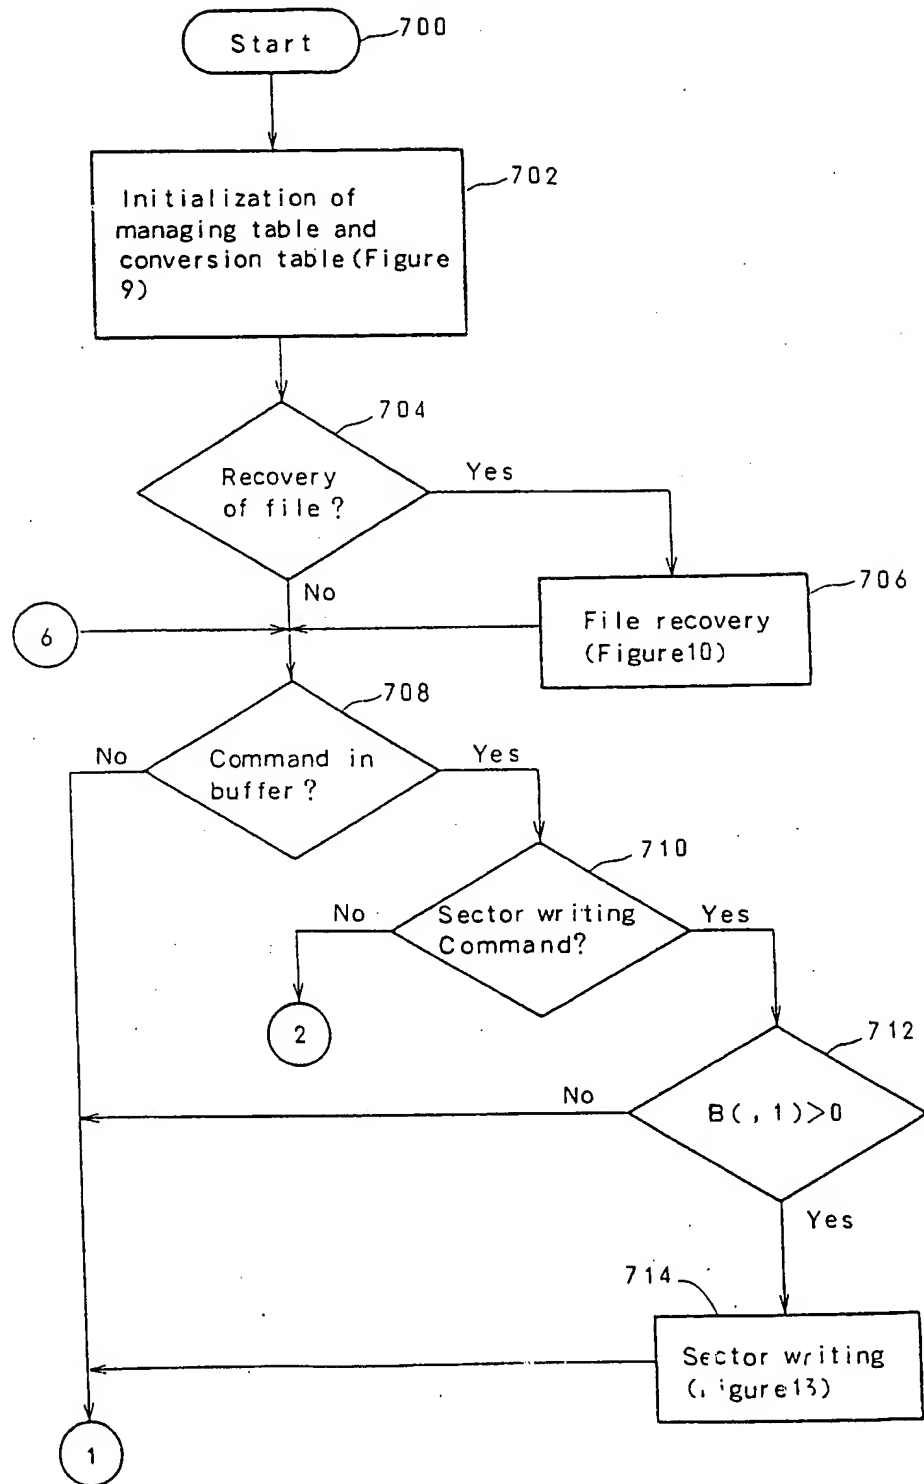 Start
700
702
Initialization of
managing table and
conversion table(Figure
9)
704
Recovery
of file?
Yes
No
706
File recovery
(Figure10)
6
708
No
Command in
buffer?
Yes
710
No
Sector writing
Command?
Yes
2
712
No
B(,1)>0
Yes
714
Sector writing
(Figure13)
1